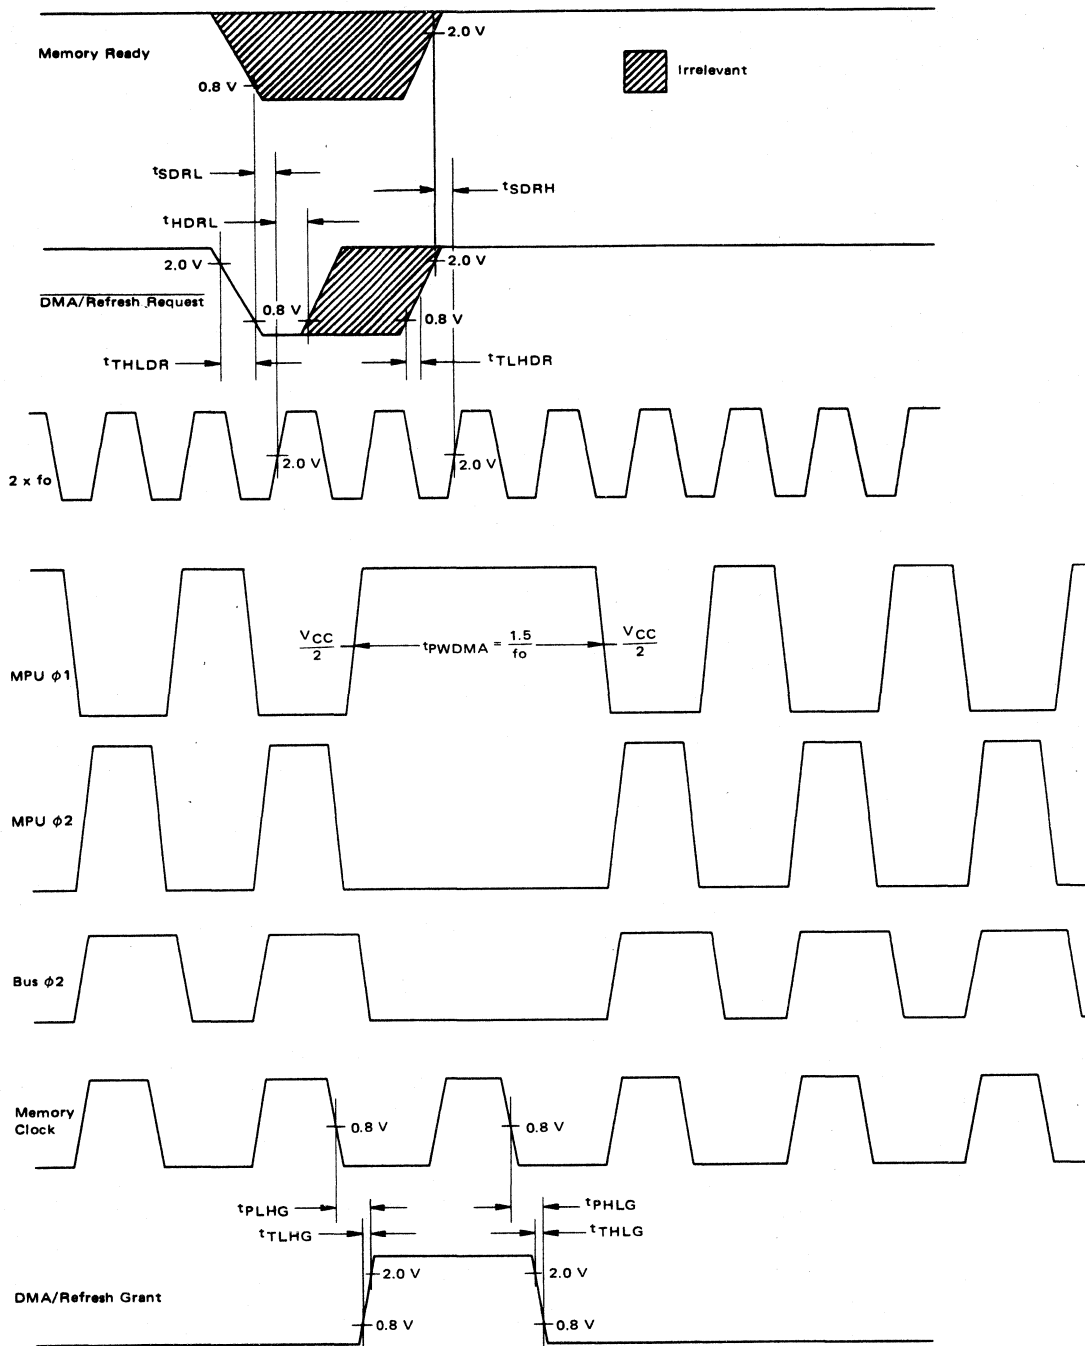 2.0 V
Memory Ready
Irrelevant
0.8 V
tSDRL
tSDRH
tHDRL
2.0 V
2.0 V
DMA/Refresh Request
0.8 V
0.8 V
tTHLDR
tTLHDR
2.0 V
2.0 V
2 x fo
VCC/2
tPWDMA = 1.5/fo
VCC/2
MPU ϕ1
MPU ϕ2
Bus ϕ2
Memory
Clock
0.8 V
0.8 V
tPLHG
tPHLG
tTLHG
tTHLG
2.0 V
2.0 V
DMA/Refresh Grant
0.8 V
0.8 V